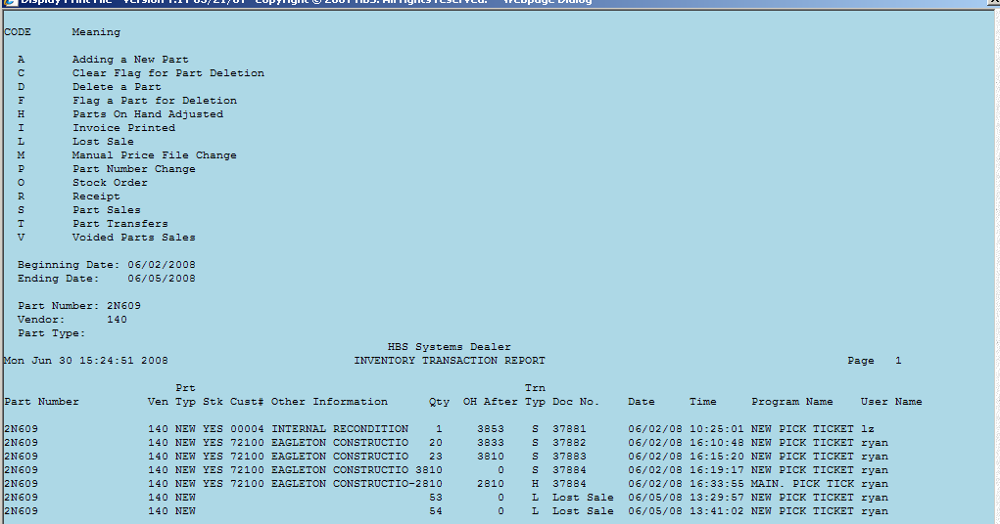 Display Print File - Version 1.11 03/21/01 - Copyright © 2001 HBS. All rights reserved. -- Webpage Dialog
CODE Meaning
A Adding a New Part
C Clear Flag for Part Deletion
D Delete a Part
F Flag a Part for Deletion
H Parts On Hand Adjusted
I Invoice Printed
L Lost Sale
M Manual Price File Change
P Part Number Change
O Stock Order
R Receipt
S Part Sales
T Part Transfers
V Voided Parts Sales
Beginning Date: 06/02/2008
Ending Date: 06/05/2008
Part Number: 2N609
Vendor: 140
Part Type:
HBS Systems Dealer
Mon Jun 30 15:24:51 2008 INVENTORY TRANSACTION REPORT Page 1
Prt Trn
Part Number Ven Typ Stk Cust# Other Information Qty OH After Typ Doc No. Date Time Program Name User Name
2N609 140 NEW YES 00004 INTERNAL RECONDITION 1 3853 S 37881 06/02/08 10:25:01 NEW PICK TICKET lz
2N609 140 NEW YES 72100 EAGLETON CONSTRUCTIO 20 3833 S 37882 06/02/08 16:10:48 NEW PICK TICKET ryan
2N609 140 NEW YES 72100 EAGLETON CONSTRUCTIO 23 3810 S 37883 06/02/08 16:15:20 NEW PICK TICKET ryan
2N609 140 NEW YES 72100 EAGLETON CONSTRUCTIO 3810 0 S 37884 06/02/08 16:19:17 NEW PICK TICKET ryan
2N609 140 NEW YES 72100 EAGLETON CONSTRUCTIO-2810 2810 H 37884 06/02/08 16:33:55 MAIN. PICK TICK ryan
2N609 140 NEW 53 0 L Lost Sale 06/05/08 13:29:57 NEW PICK TICKET ryan
2N609 140 NEW 54 0 L Lost Sale 06/05/08 13:41:02 NEW PICK TICKET ryan